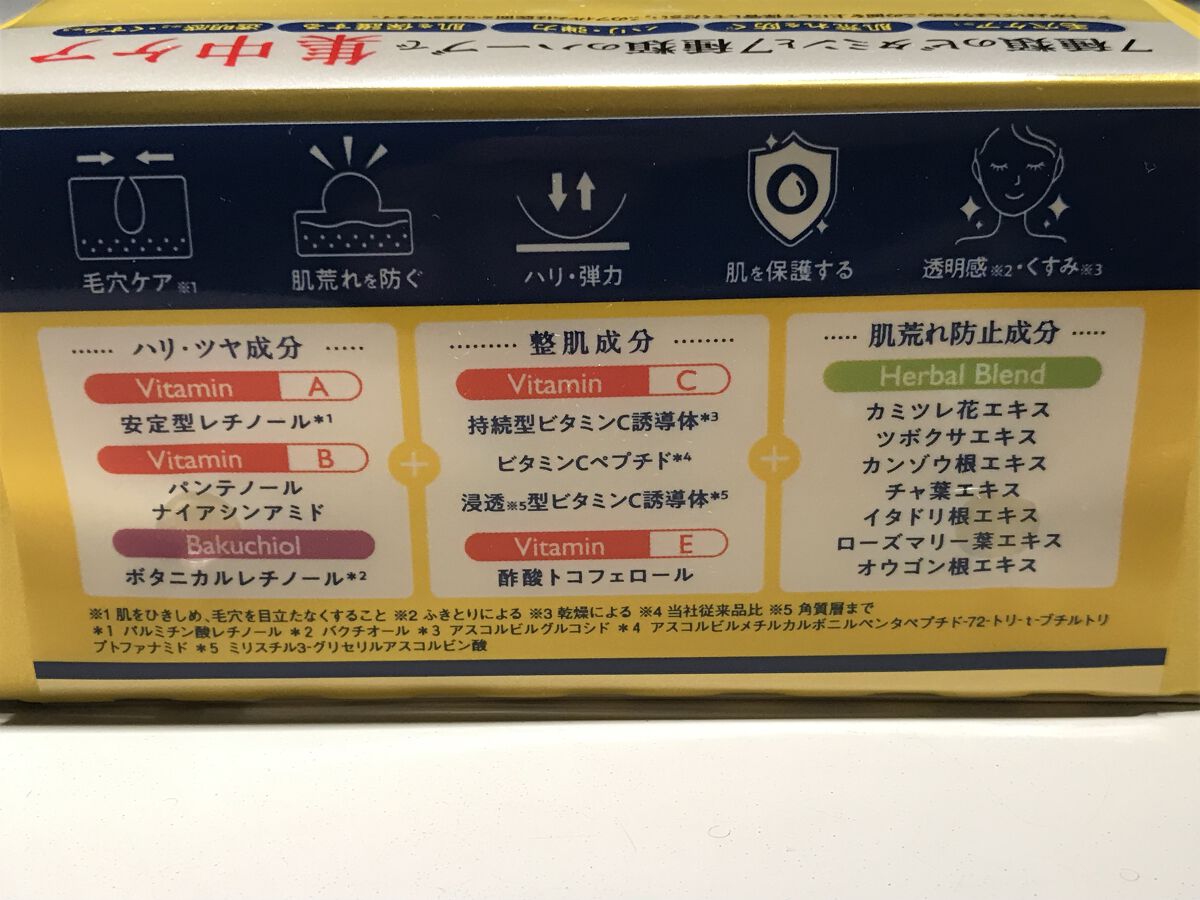 7種類のビタミンと7種類のハーブで 集中ケア
毛穴ケア※1
肌荒れを防ぐ
ハリ・弾力
肌を保護する
透明感※2・くすみ※3
ハリ・ツヤ成分
Vitamin A
安定型レチノール*1
Vitamin B
パンテノール
ナイアシンアミド
Bakuchiol
ボタニカルレチノール*2
+
整肌成分
Vitamin C
持続型ビタミンC誘導体*3
ビタミンCペプチド*4
浸透※5型ビタミンC誘導体*5
Vitamin E
酢酸トコフェロール
+
肌荒れ防止成分
Herbal Blend
カミツレ花エキス
ツボクサエキス
カンゾウ根エキス
チャ葉エキス
イタドリ根エキス
ローズマリー葉エキス
オウゴン根エキス
※1 肌をひきしめ、毛穴を目立たなくすること ※2 ふきとりによる ※3 乾燥による ※4 当社従来品比 ※5 角質層まで
*1 パルミチン酸レチノール *2 バクチオール *3 アスコルビルグルコシド *4 アスコルビルメチルカルボニルペンタペプチド-72-トリ-t-ブチルトリ
プトファナミド *5 ミリスチル3-グリセリルアスコルビン酸